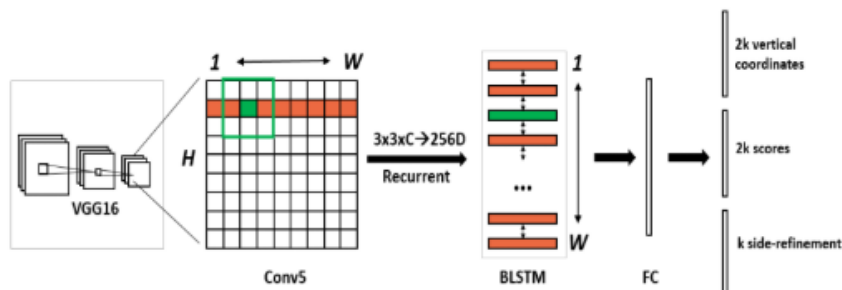 1 W
H
VGG16
Conv5
3x3xC→256D
Recurrent
1
...
W
BLSTM
FC
2k vertical
coordinates
2k scores
k side-refinement